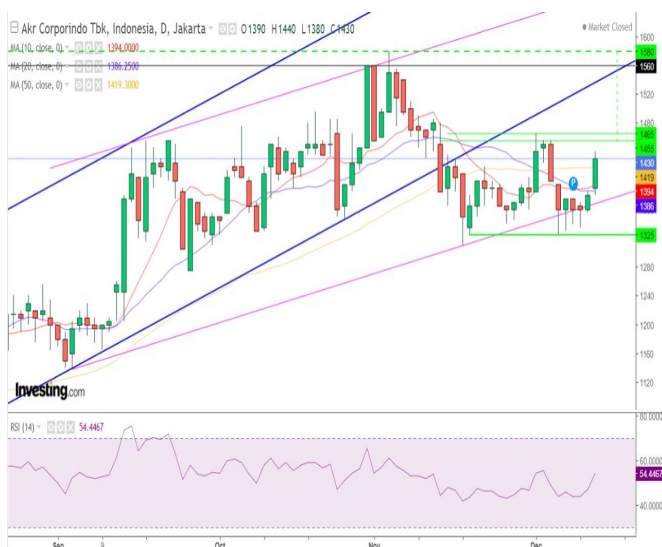 Akr Corporindo Tbk, Indonesia, D, Jakarta O1390 H1440 L1380 C1430
Market Closed
MA (10, close, 0) 1394.0000
MA (20, close, 0) 1386.2500
MA (50, close, 0) 1419.3000
1600
1580
1560
1520
1480
1465
1455
1430
1419
1394
1386
1325
1280
1240
1200
1160
1120
P
Investing.com
RSI (14) 54.4467
80.0000
60.0000
54.4467
40.0000
Sep 9 Oct Nov Dec